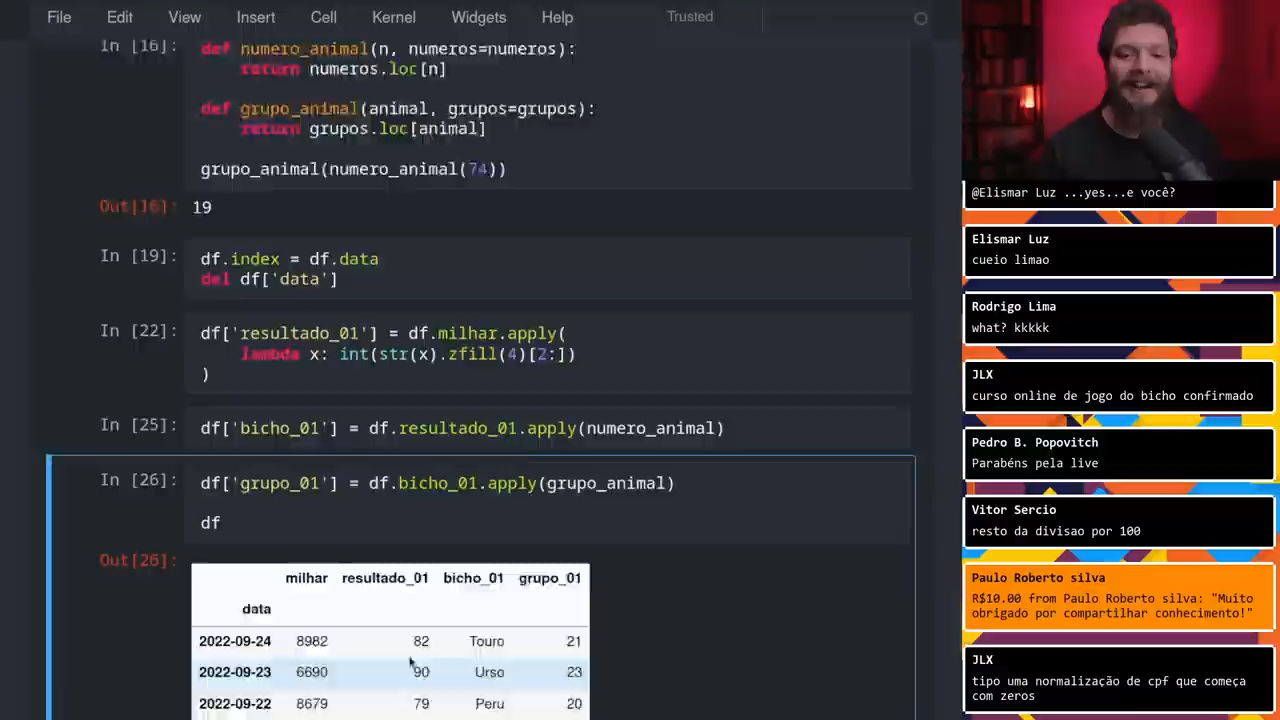 File Edit View Insert Cell Kernel Widgets Help Trusted
In [16]: def numero_animal(n, numeros=numeros):
return numeros.loc[n]
def grupo_animal(animal, grupos=grupos):
return grupos.loc[animal]
grupo_animal(numero_animal(74))
Out[16]: 19
In [19]: df.index = df.data
del df['data']
In [22]: df['resultado_01'] = df.milhar.apply(
lambda x: int(str(x).zfill(4)[2:])
)
In [25]: df['bicho_01'] = df.resultado_01.apply(numero_animal)
In [26]: df['grupo_01'] = df.bicho_01.apply(grupo_animal)
df
Out[26]:
milhar resultado_01 bicho_01 grupo_01
data
2022-09-24 8982 82 Touro 21
2022-09-23 6690 90 Urso 23
2022-09-22 8679 79 Peru 20
@Elismar Luz ...yes...e você?
Elismar Luz
cueio limao
Rodrigo Lima
what? kkkkk
JLX
curso online de jogo do bicho confirmado
Pedro B. Popovitch
Parabéns pela live
Vitor Sercio
resto da divisao por 100
Paulo Roberto silva
R$10.00 from Paulo Roberto silva: "Muito
obrigado por compartilhar conhecimento!"
JLX
tipo uma normalização de cpf que começa
com zeros